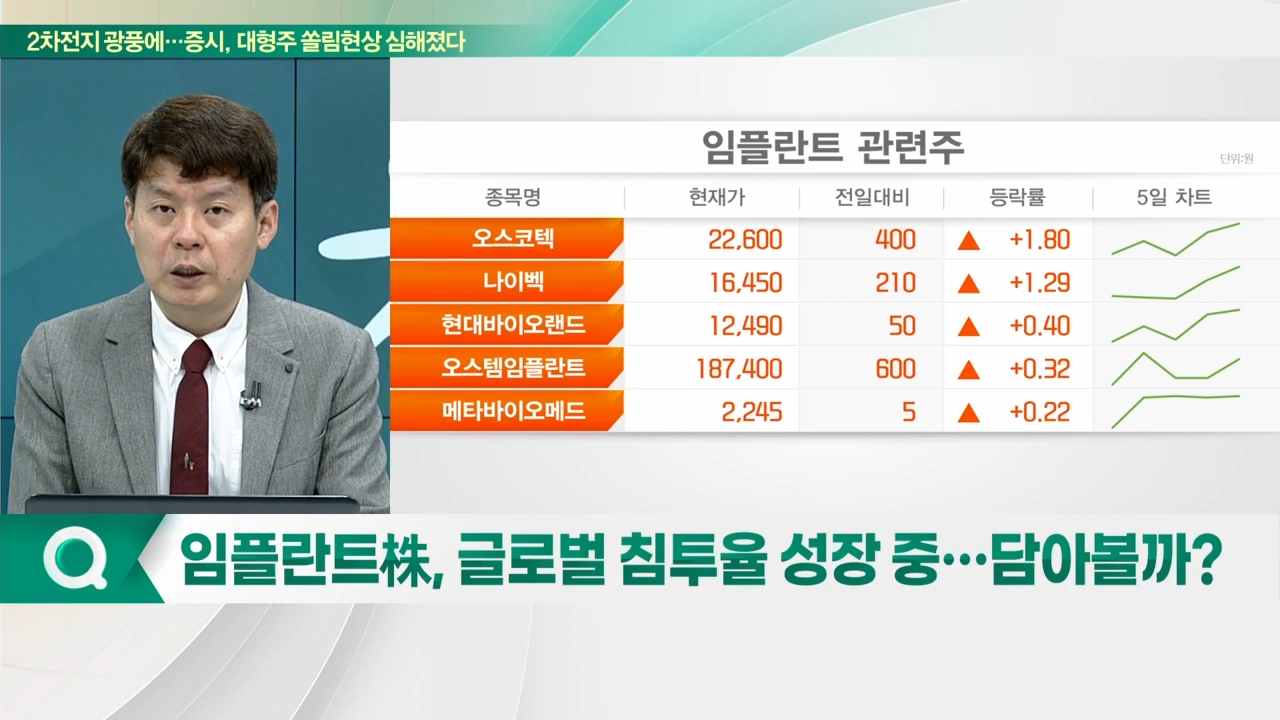 2차전지 광풍에…증시, 대형주 쏠림현상 심해졌다
임플란트 관련주
단위:원
종목명 현재가 전일대비 등락률 5일 차트
오스코텍 22,600 400 ▲ +1.80
나이벡 16,450 210 ▲ +1.29
현대바이오랜드 12,490 50 ▲ +0.40
오스템임플란트 187,400 600 ▲ +0.32
메타바이오메드 2,245 5 ▲ +0.22
임플란트株, 글로벌 침투율 성장 중…담아볼까?